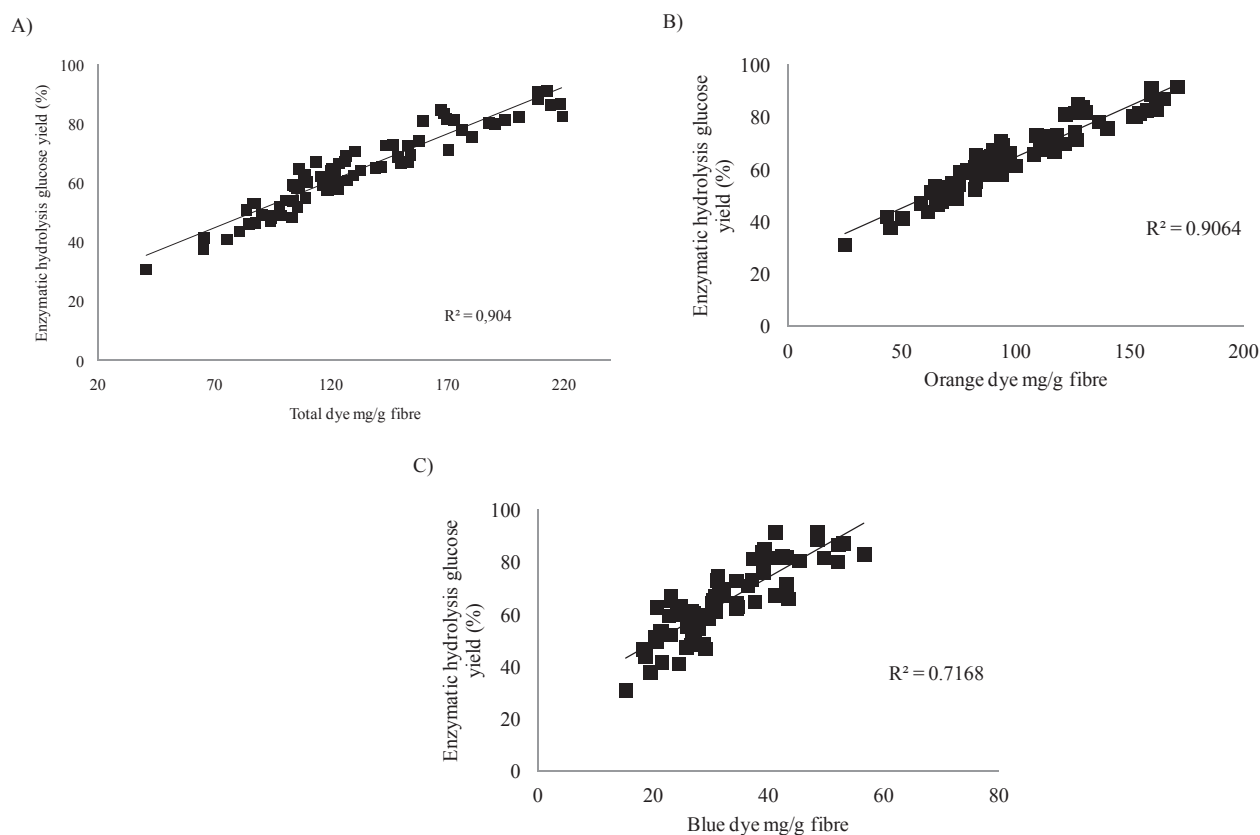 A)
Enzymatic hydrolysis glucose yield (%)
100
80
60
40
20
0
R² = 0,904
20 70 120 170 220
Total dye mg/g fibre
B)
Enzymatic hydrolysis glucose
yield (%)
100
80
60
40
20
0
R² = 0.9064
0 50 100 150 200
Orange dye mg/g fibre
C)
Enzymatic hydrolysis glucose
yield (%)
100
80
60
40
20
0
R² = 0.7168
0 20 40 60 80
Blue dye mg/g fibre